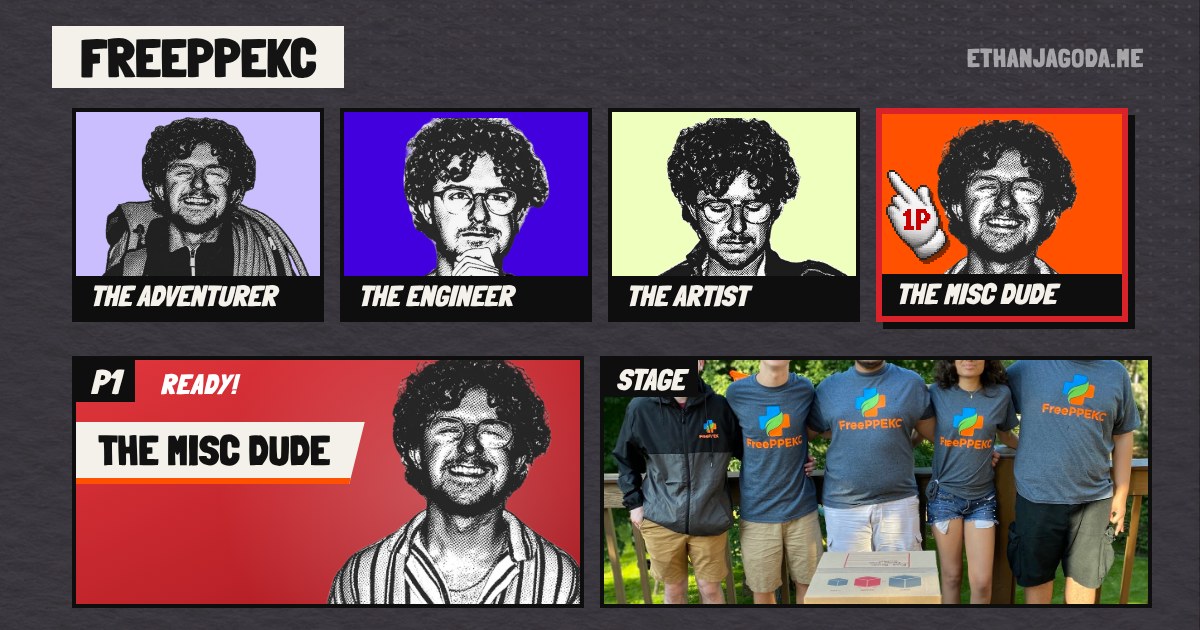 FREEPPEKC
ETHANJAGODA.ME
THE ADVENTURER
THE ENGINEER
THE ARTIST
1P
THE MISC DUDE
P1
READY!
THE MISC DUDE
STAGE
FreePPEKC
FreePPEKC
FreePPEKC
FreePPEKC